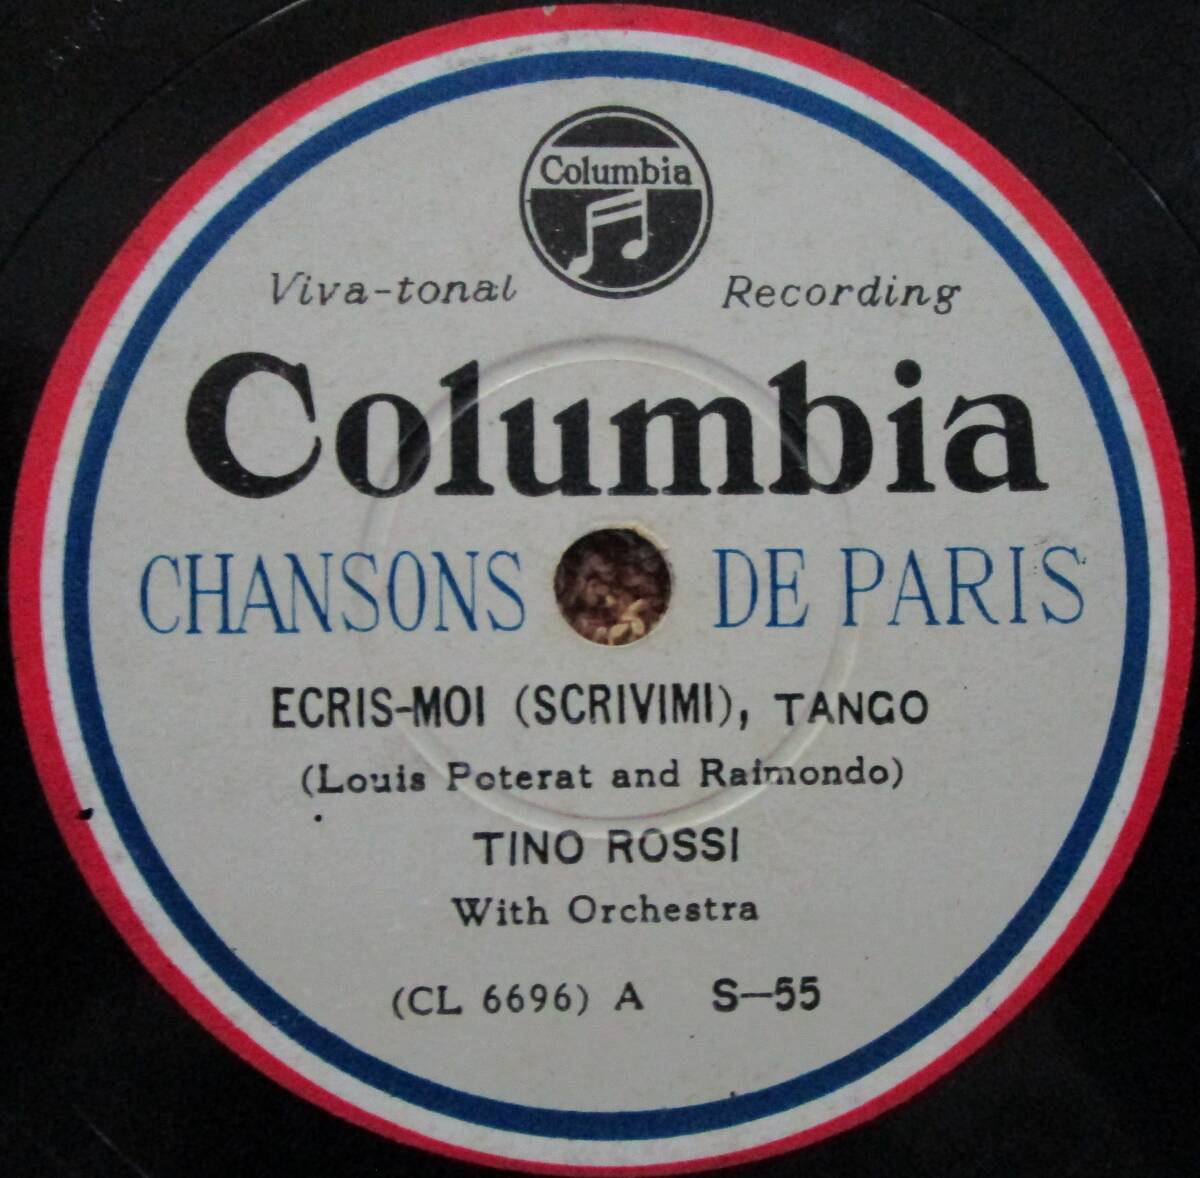 Columbia
Viva-tonal Recording
Columbia
CHANSONS DE PARIS
ECRIS-MOI (SCRIVIMI), TANGO
(Louis Poterat and Raimondo)
TINO ROSSI
With Orchestra
(CL 6696) A S-55